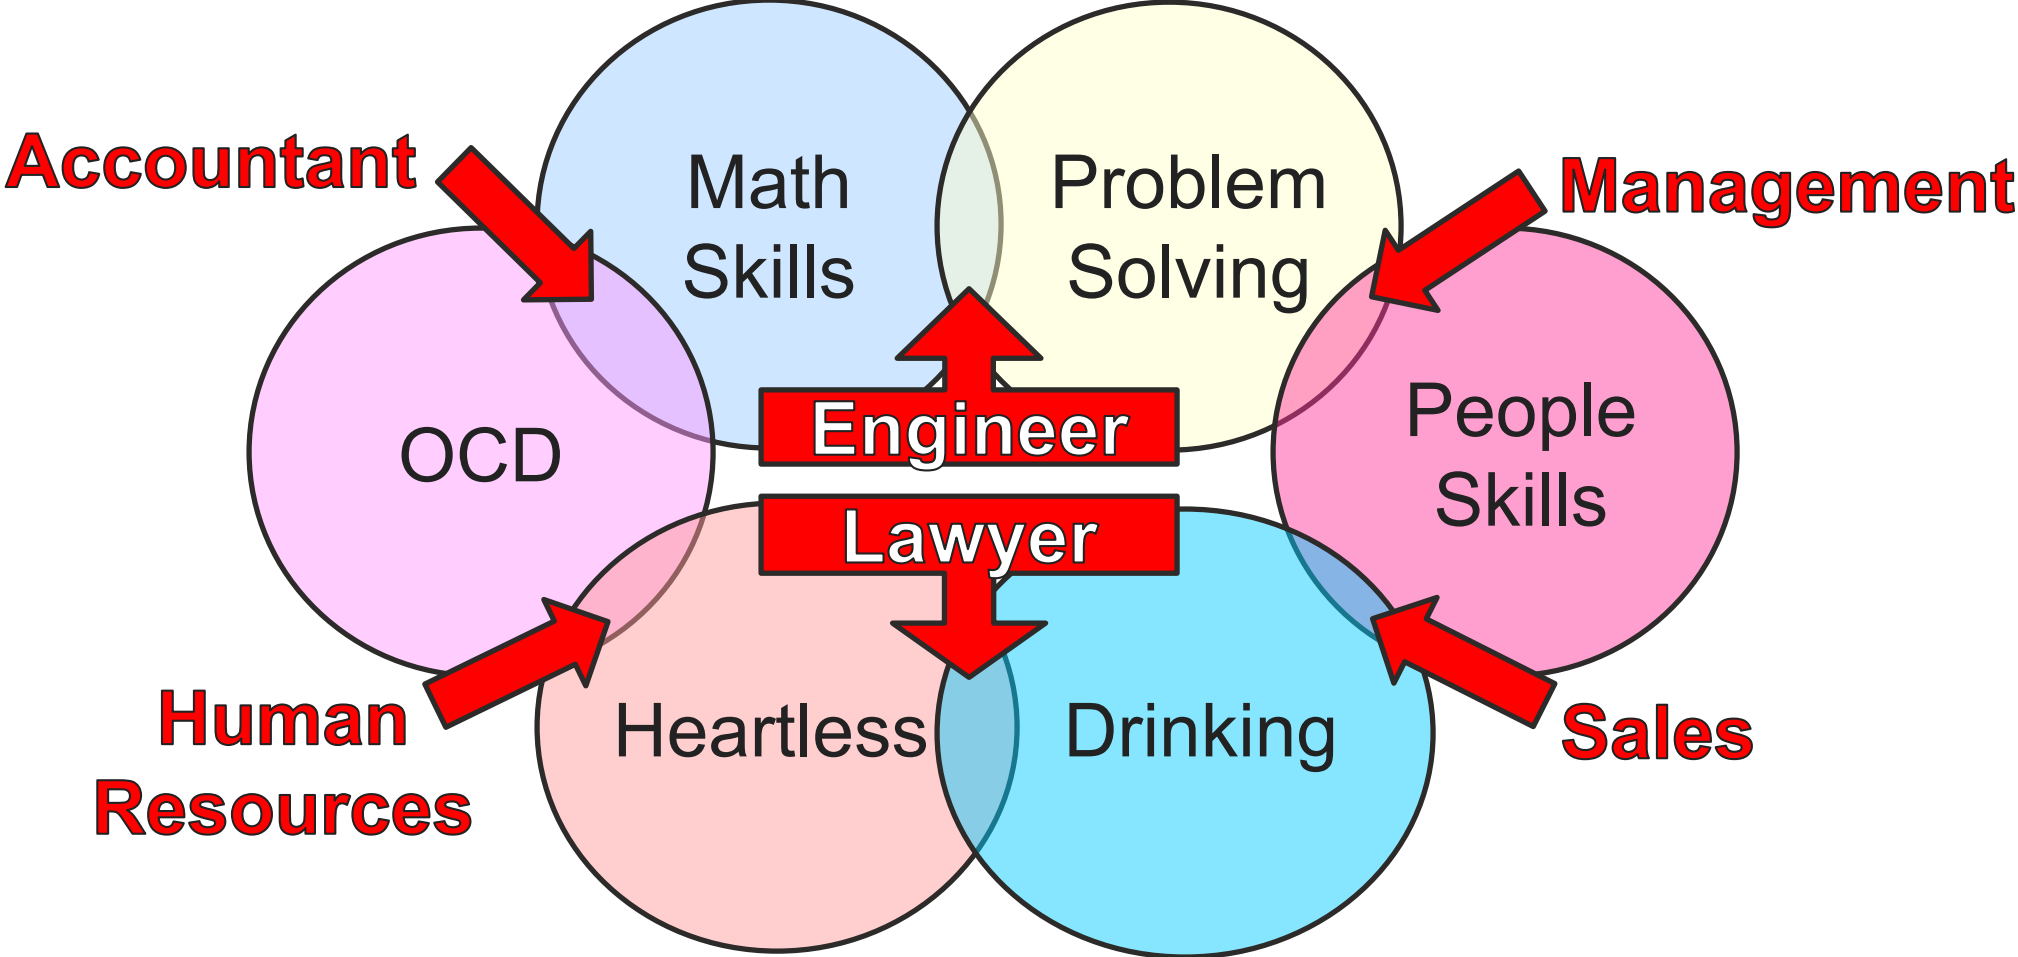 Accountant
Math
Skills
Problem
Solving
Management
OCD
Engineer
People
Skills
Lawyer
Human
Resources
Heartless
Drinking
Sales